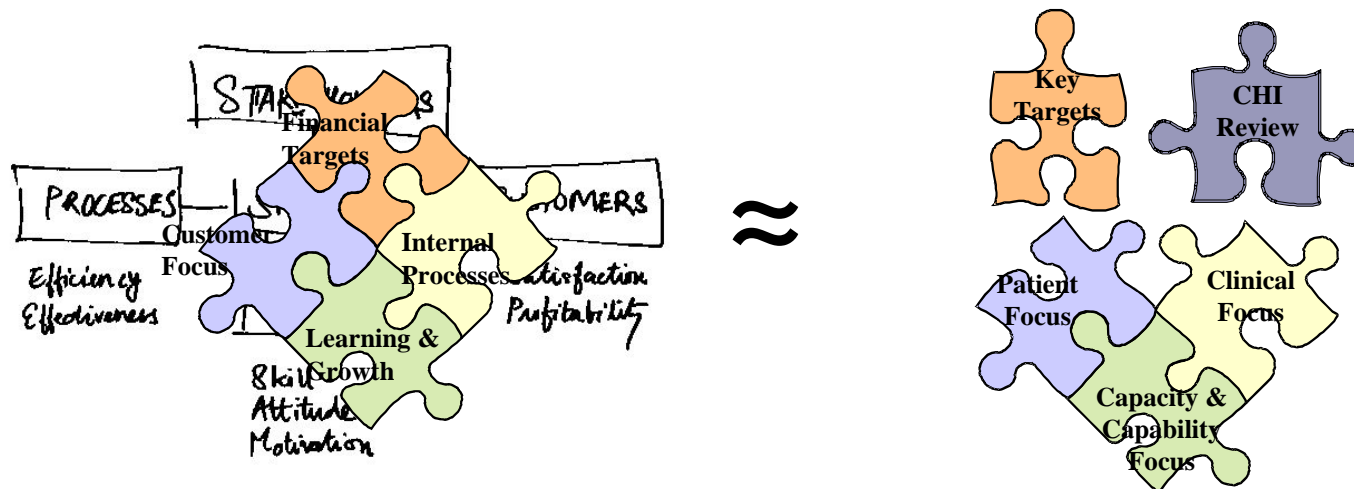 Financial
Targets
PROCESSES
Customer
Focus
Internal
Processes
Efficiency
Effectiveness
Profitability
Learning &
Growth
Skill
Attitude
Motivation
≈
Key
Targets
CHI
Review
Patient
Focus
Clinical
Focus
Capacity &
Capability
Focus